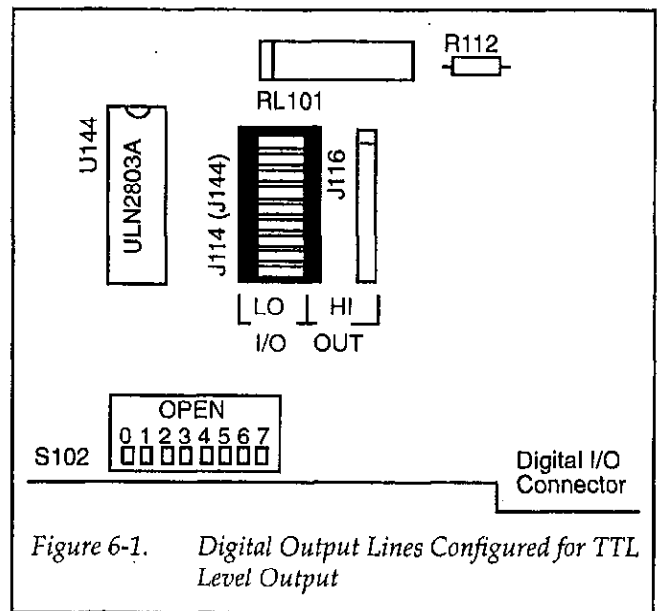 R112
RL101
U144
ULN2803A
J114 (J144)
J116
LO HI
I/O OUT
OPEN
0 1 2 3 4 5 6 7
S102
Digital I/O
Connector
Figure 6-1. Digital Output Lines Configured for TTL
Level Output